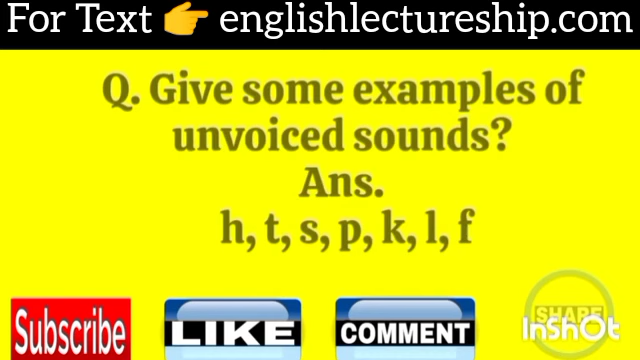 For Text 👉 englishlectureship.com
Q. Give some examples of
unvoiced sounds?
Ans.
h, t, s, p, k, l, f
Subscribe
LIKE
COMMENT
SHARE
InShOt